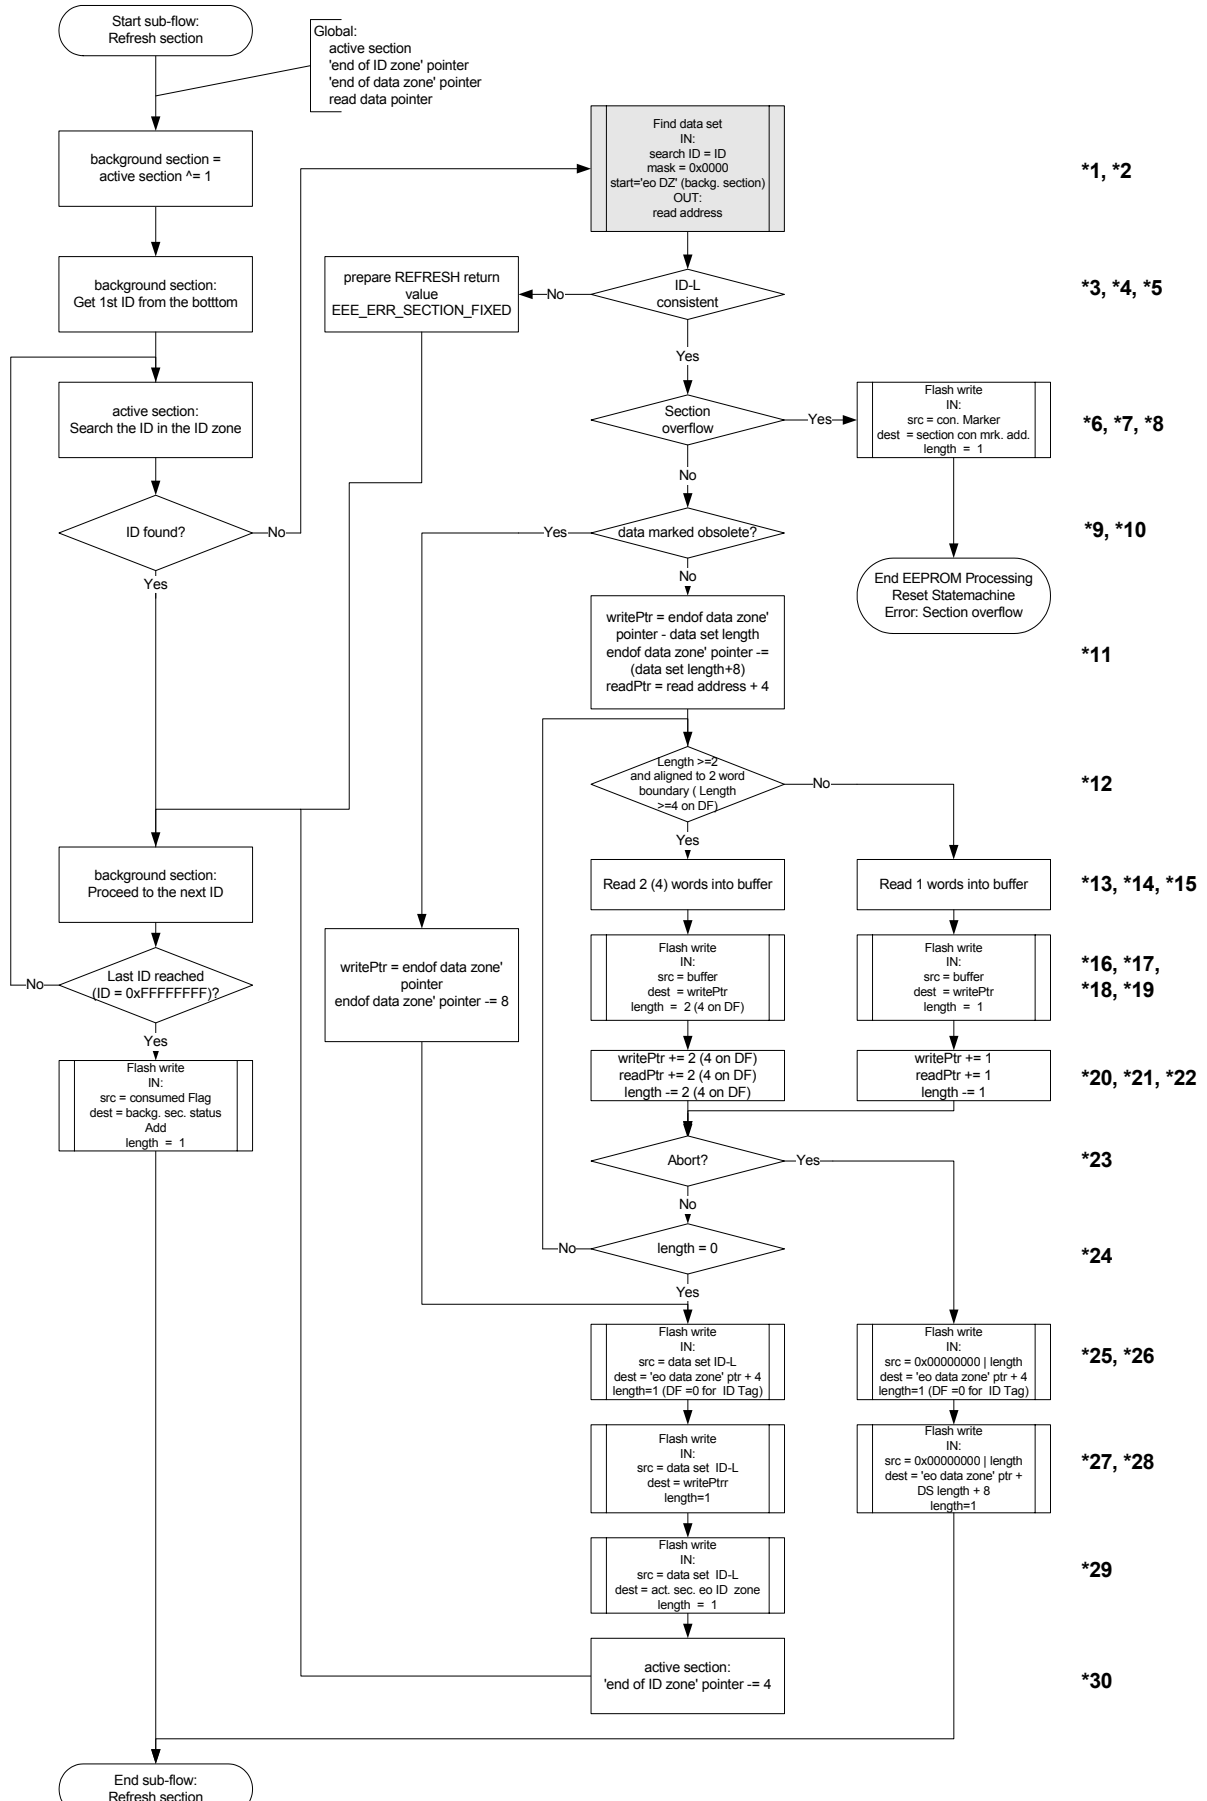 Start sub-flow:
Refresh section
Global:
active section
'end of ID zone' pointer
'end of data zone' pointer
read data pointer
background section =
active section ^= 1
background section:
Get 1st ID from the botttom
active section:
Search the ID in the ID zone
ID found?
No
Yes
background section:
Proceed to the next ID
Last ID reached
(ID = 0xFFFFFFFF)?
No
Yes
Flash write
IN:
src = consumed Flag
dest = backg. sec. status
Add
length = 1
End sub-flow:
Refresh section
prepare REFRESH return
value
EEE_ERR_SECTION_FIXED
writePtr = endof data zone'
pointer
endof data zone' pointer -= 8
Find data set
IN:
search ID = ID
mask = 0x0000
start='eo DZ' (backg. section)
OUT:
read address
*1, *2
ID-L
consistent
No
Yes
*3, *4, *5
Section
overflow
Yes
No
Flash write
IN:
src = con. Marker
dest = section con mrk. add.
length = 1
*6, *7, *8
data marked obsolete?
Yes
No
*9, *10
End EEPROM Processing
Reset Statemachine
Error: Section overflow
writePtr = endof data zone'
pointer - data set length
endof data zone' pointer -=
(data set length+8)
readPtr = read address + 4
*11
Length >=2
and aligned to 2 word
boundary ( Length
>=4 on DF)
No
Yes
*12
Read 2 (4) words into buffer
Read 1 words into buffer
*13, *14, *15
Flash write
IN:
src = buffer
dest = writePtr
length = 2 (4 on DF)
Flash write
IN:
src = buffer
dest = writePtr
length = 1
*16, *17,
*18, *19
writePtr += 2 (4 on DF)
readPtr += 2 (4 on DF)
length -= 2 (4 on DF)
writePtr += 1
readPtr += 1
length -= 1
*20, *21, *22
Abort?
Yes
No
*23
length = 0
No
Yes
*24
Flash write
IN:
src = data set ID-L
dest = 'eo data zone' ptr + 4
length=1 (DF =0 for ID Tag)
Flash write
IN:
src = 0x00000000 | length
dest = 'eo data zone' ptr + 4
length=1 (DF =0 for ID Tag)
*25, *26
Flash write
IN:
src = data set ID-L
dest = writePtrr
length=1
Flash write
IN:
src = 0x00000000 | length
dest = 'eo data zone' ptr +
DS length + 8
length=1
*27, *28
Flash write
IN:
src = data set ID-L
dest = act. sec. eo ID zone
length = 1
*29
active section:
'end of ID zone' pointer -= 4
*30